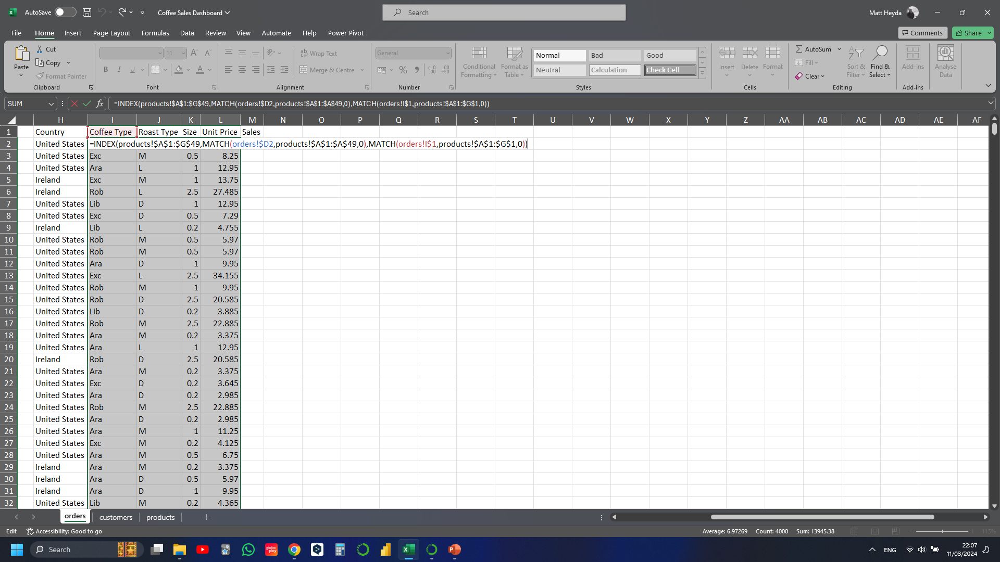 AutoSave Coffee Sales Dashboard Search Matt Heyda
File Home Insert Page Layout Formulas Data Review View Automate Help Power Pivot Comments Share
Paste Cut Copy Format Painter Clipboard
11 B I U Font
Wrap Text Merge & Centre Alignment
General % Number
Conditional Formatting Format as Table Normal Bad Good Neutral Calculation Check Cell Styles
Insert Delete Format Cells
AutoSum Fill Clear Sort & Filter Find & Select Editing
Add-ins Add-ins
Analyse Data
SUM fx =INDEX(products!$A$1:$G$49,MATCH(orders!$D2,products!$A$1:$A$49,0),MATCH(orders!I$1,products!$A$1:$G$1,0))
H I J K L M N O P Q R S T U V W X Y Z AA AB AC AD AE AF
1 Country Coffee Type Roast Type Size Unit Price Sales
2 United States =INDEX(products!$A$1:$G$49,MATCH(orders!$D2,products!$A$1:$A$49,0),MATCH(orders!I$1,products!$A$1:$G$1,0))
3 United States Exc M 0.5 8.25
4 United States Ara L 1 12.95
5 Ireland Exc M 1 13.75
6 Ireland Rob L 2.5 27.485
7 United States Lib D 1 12.95
8 United States Exc D 0.5 7.29
9 Ireland Lib L 0.2 4.755
10 United States Rob M 0.5 5.97
11 United States Rob M 0.5 5.97
12 United States Ara D 1 9.95
13 United States Exc L 2.5 34.155
14 United States Rob M 1 9.95
15 United States Rob D 2.5 20.585
16 United States Lib D 0.2 3.885
17 United States Rob M 2.5 22.885
18 United States Ara M 0.2 3.375
19 United States Ara L 1 12.95
20 Ireland Rob D 2.5 20.585
21 United States Ara M 0.2 3.375
22 United States Exc D 0.2 3.645
23 United States Ara D 0.2 2.985
24 United States Rob M 2.5 22.885
25 United States Ara D 0.2 2.985
26 United States Ara M 1 11.25
27 United States Exc M 0.2 4.125
28 United States Ara M 0.5 6.75
29 Ireland Ara M 0.2 3.375
30 Ireland Ara D 0.5 5.97
31 Ireland Ara D 1 9.95
32 United States Lib M 0.2 4.365
orders customers products
Edit Accessibility: Good to go Average: 6.97269 Count: 4000 Sum: 13945.38 115%
Search globo play ENG 22:07
11/03/2024